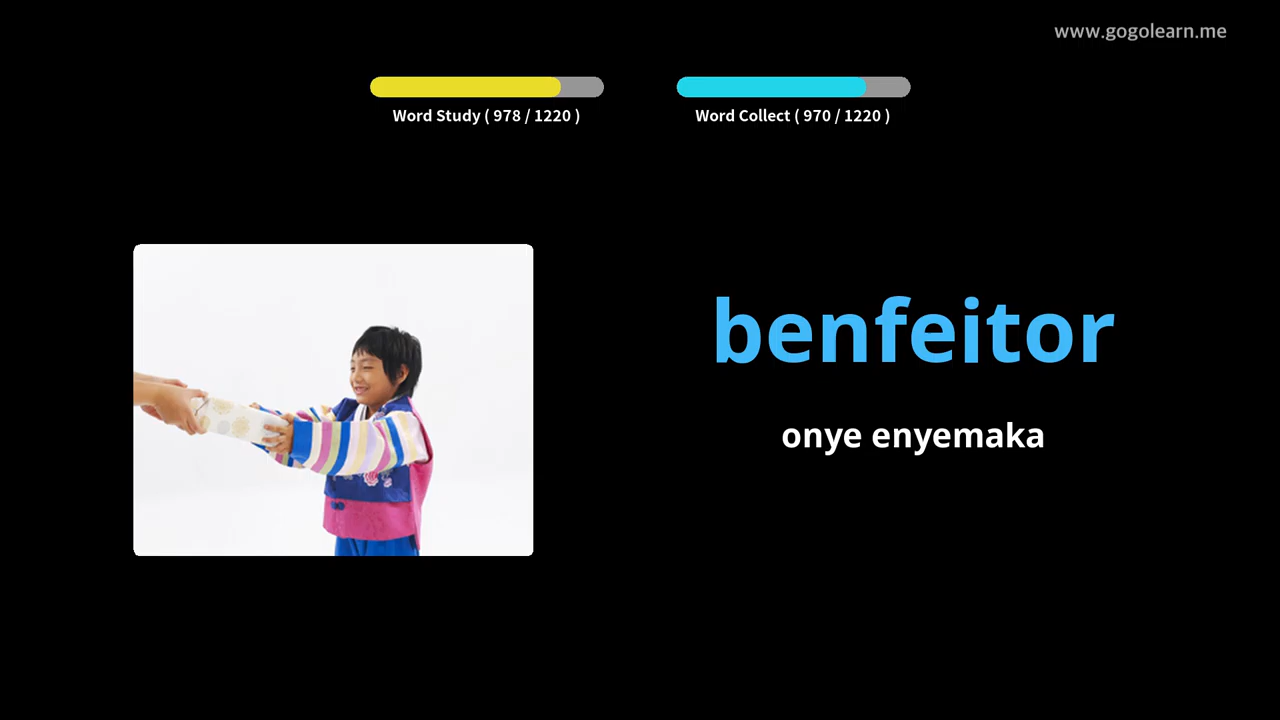 www.gogolearn.me
Word Study ( 978 / 1220 )
Word Collect ( 970 / 1220 )
benfeitor
onye enyemaka